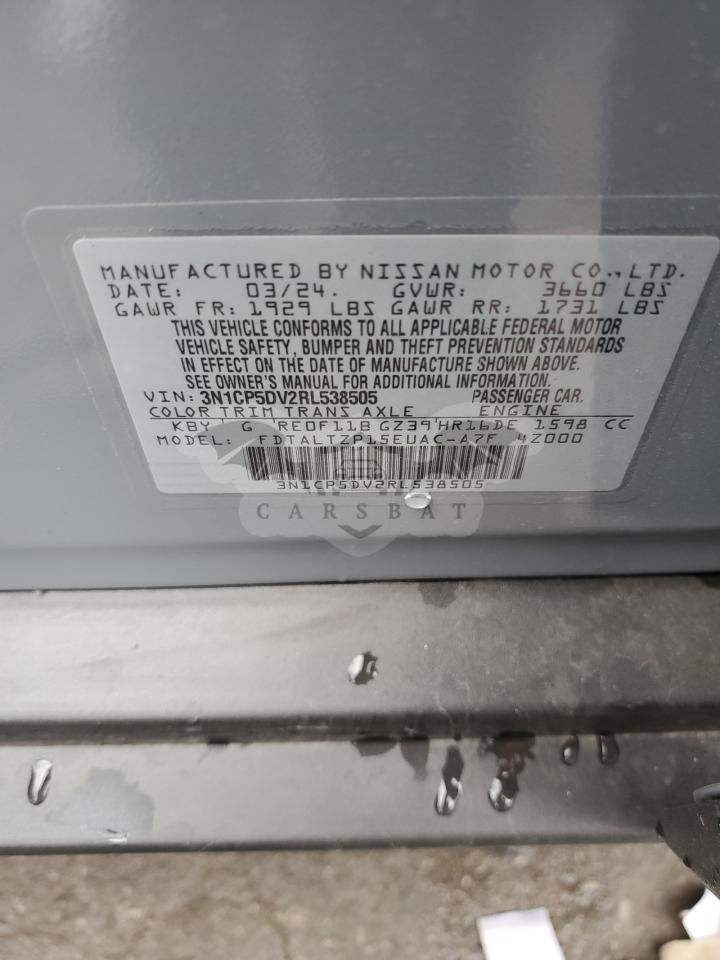 MANUFACTURED BY NISSAN MOTOR CO., LTD.
DATE: 03/24. GVWR: 3660 LBS
GAWR FR: 1929 LBS GAWR RR: 1731 LBS
THIS VEHICLE CONFORMS TO ALL APPLICABLE FEDERAL MOTOR
VEHICLE SAFETY, BUMPER AND THEFT PREVENTION STANDARDS
IN EFFECT ON THE DATE OF MANUFACTURE SHOWN ABOVE.
SEE OWNER'S MANUAL FOR ADDITIONAL INFORMATION.
VIN: 3N1CP5DV2RL538505 PASSENGER CAR.
COLOR TRIM TRANS AXLE ENGINE
KBY G RE0F11B GZ39 HR16DE 1598 CC
MODEL: FDTALTZP15EUAC-A7F 4Z000
3N1CP5DV2RL538505
CARSBAT